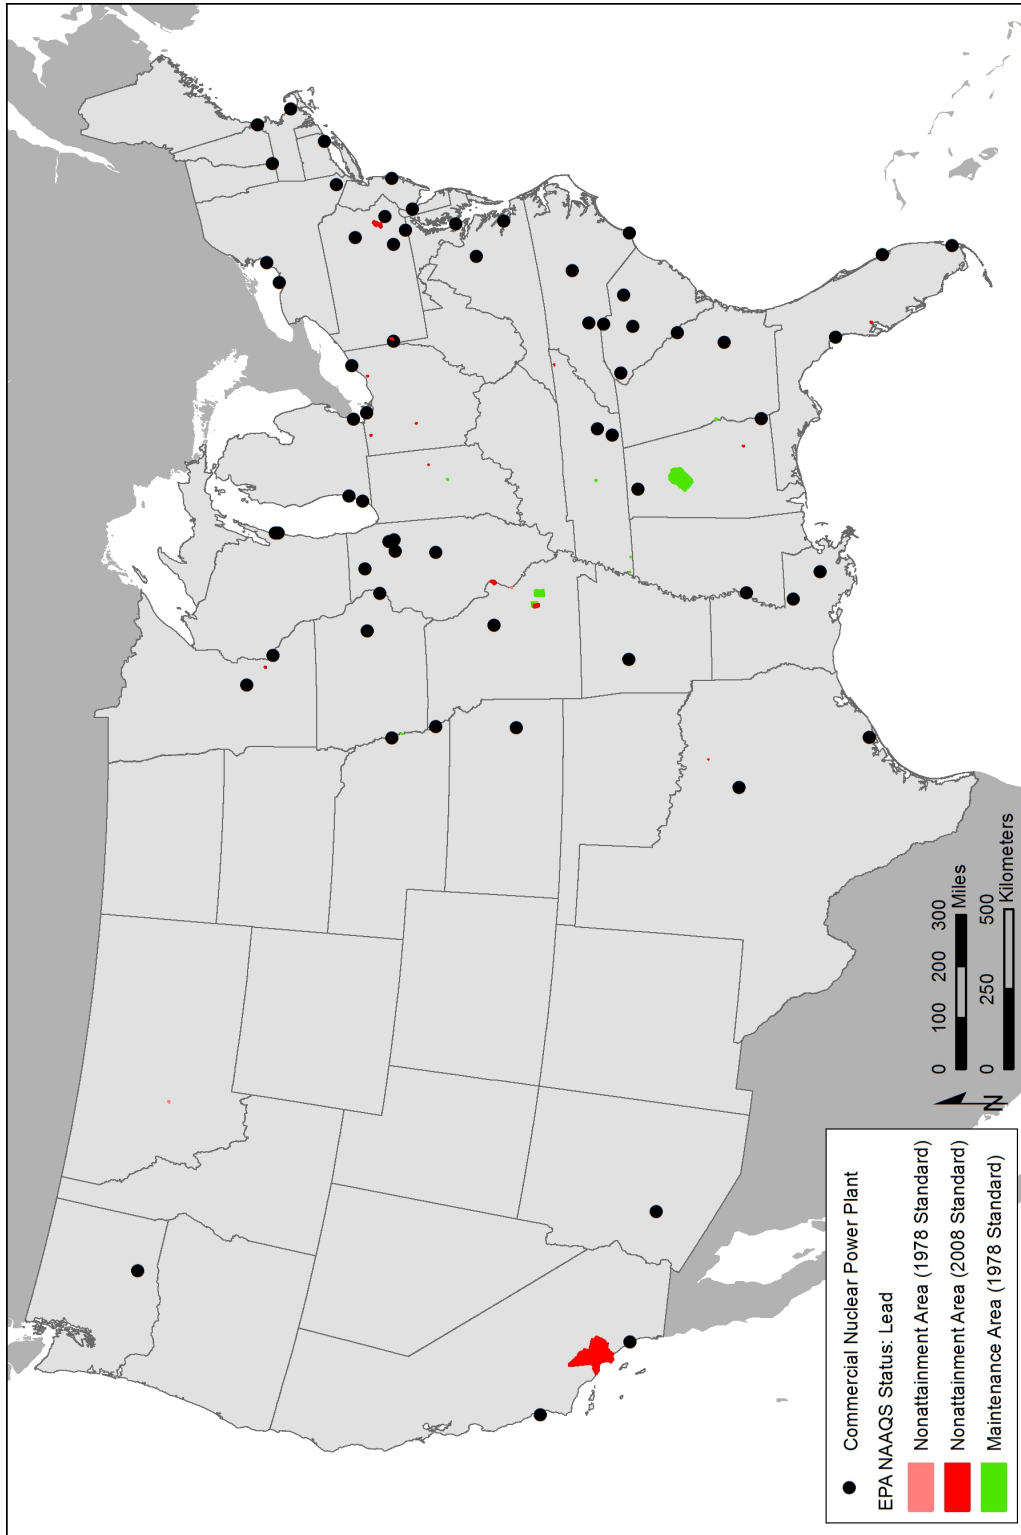 Commercial Nuclear Power Plant
EPA NAAQS Status: Lead
Nonattainment Area (1978 Standard)
Nonattainment Area (2008 Standard)
Maintenance Area (1978 Standard)
N
0 100 200 300
Miles
0 250 500
Kilometers